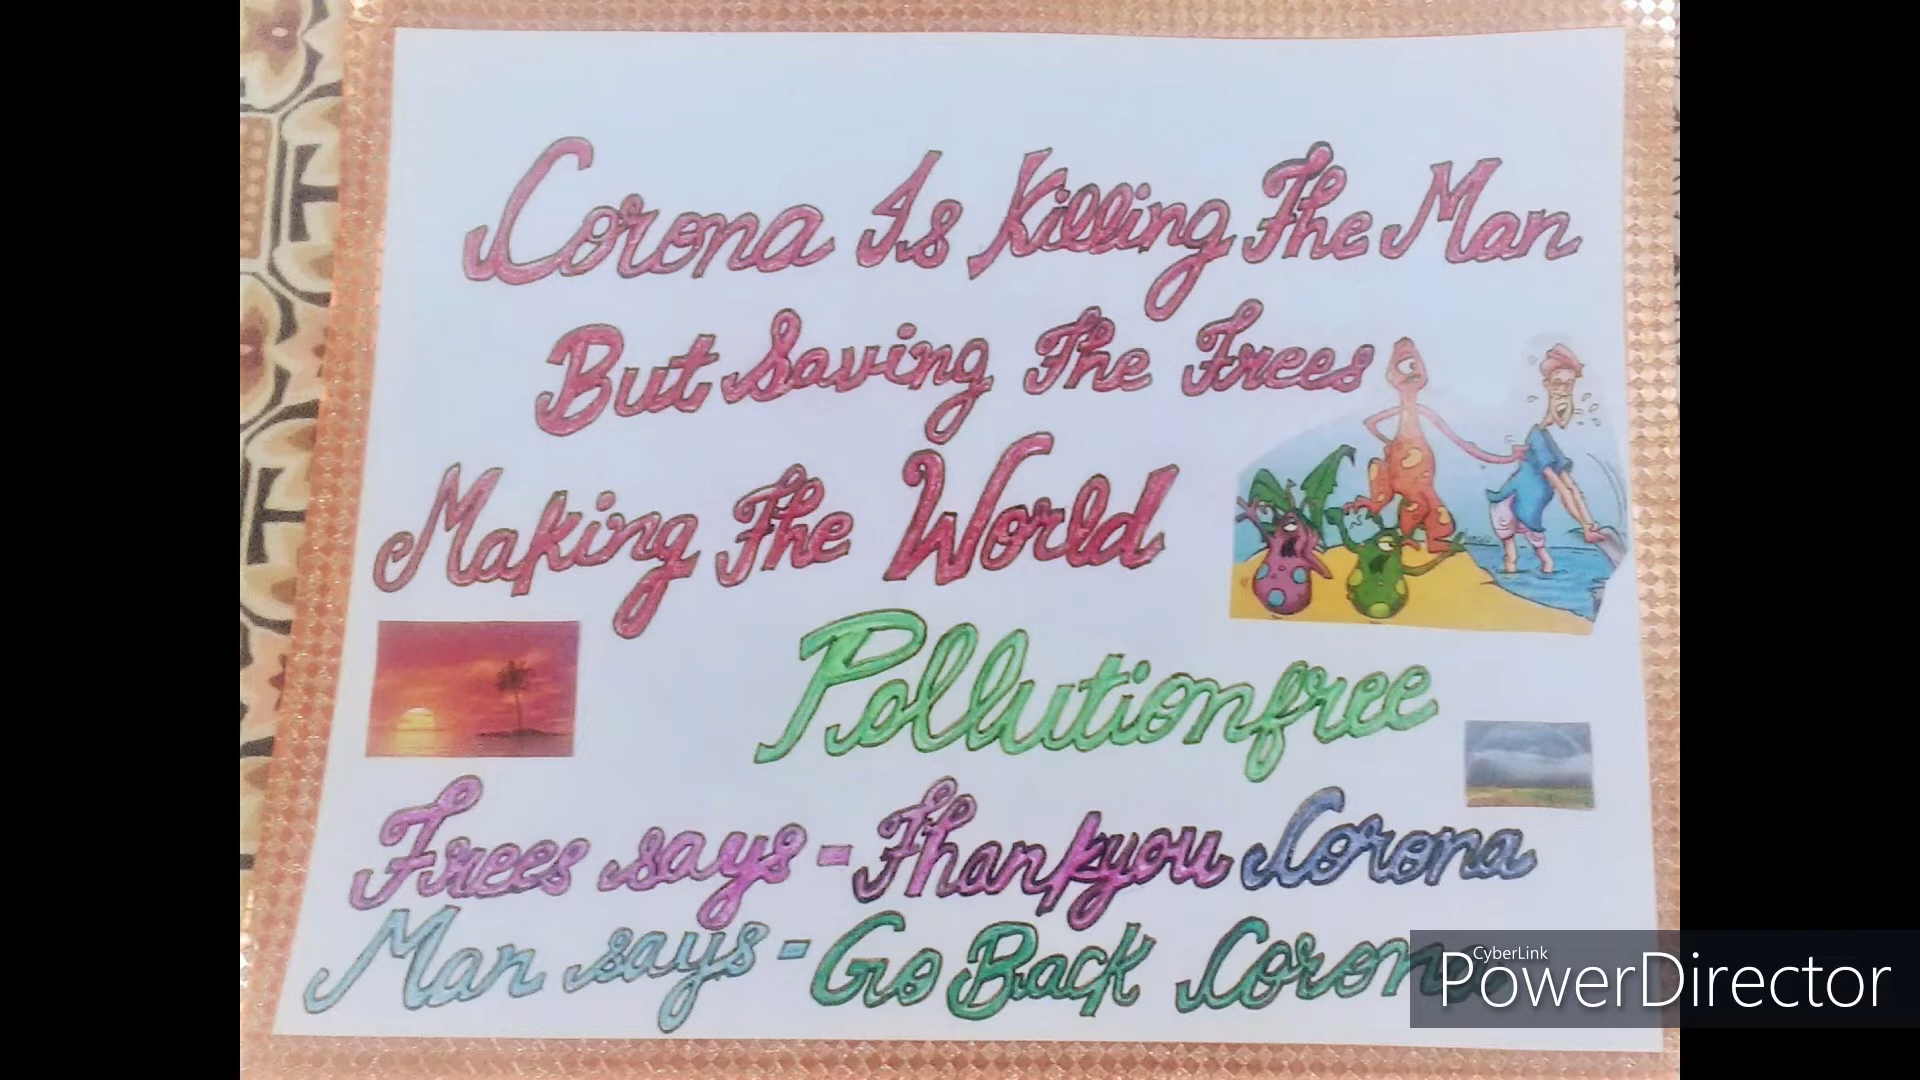 Corona Is Killing The Man
But Saving The Trees
Making The World
Pollutionfree
Trees says - Thankyou Corona
Man says - Go Back Corona
CyberLink
PowerDirector